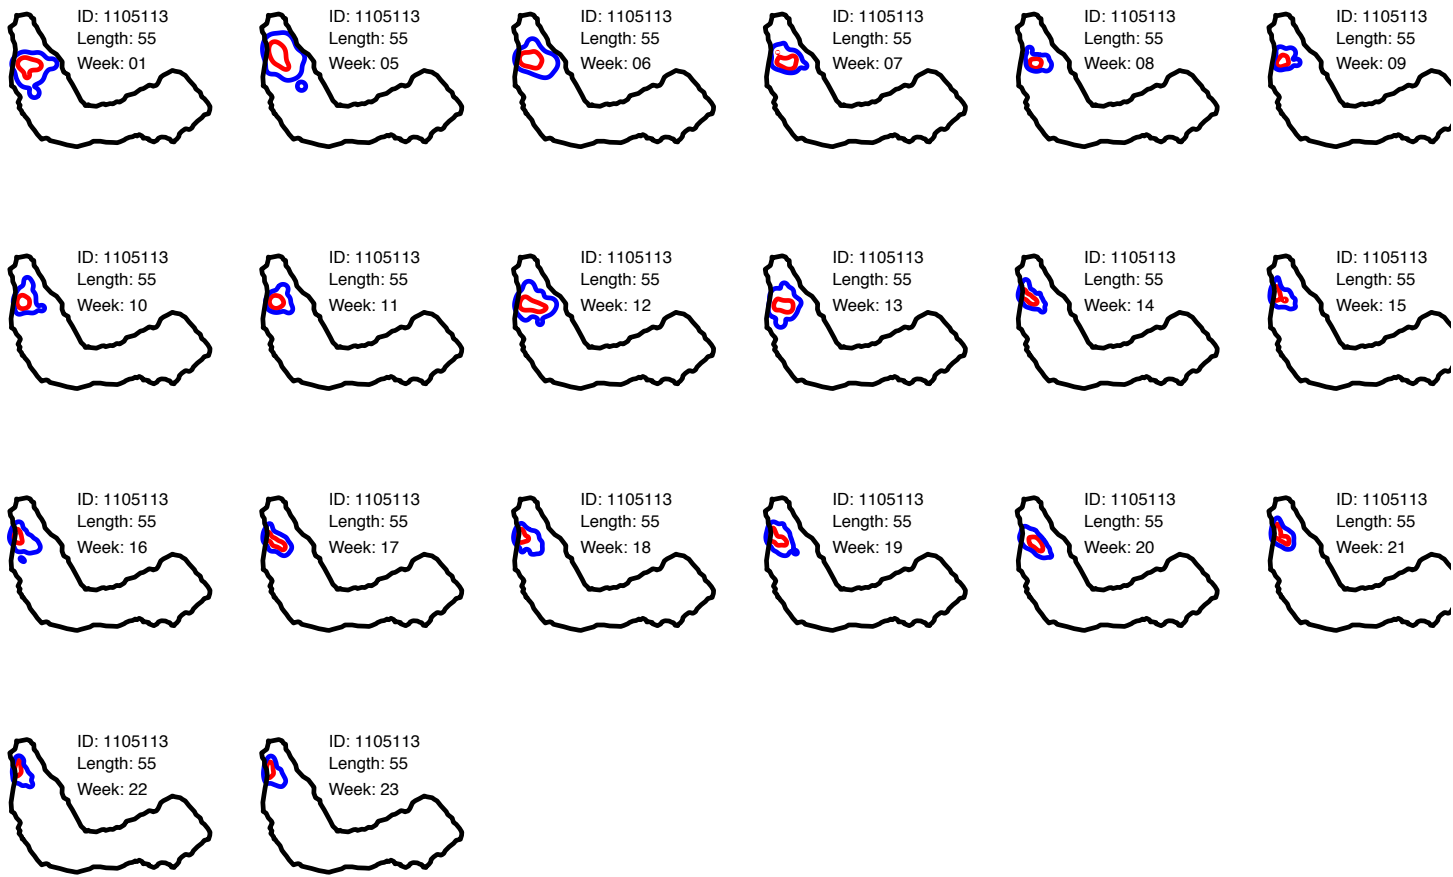 ID: 1105113
Length: 55
Week: 01
ID: 1105113
Length: 55
Week: 05
ID: 1105113
Length: 55
Week: 06
ID: 1105113
Length: 55
Week: 07
ID: 1105113
Length: 55
Week: 08
ID: 1105113
Length: 55
Week: 09
ID: 1105113
Length: 55
Week: 10
ID: 1105113
Length: 55
Week: 11
ID: 1105113
Length: 55
Week: 12
ID: 1105113
Length: 55
Week: 13
ID: 1105113
Length: 55
Week: 14
ID: 1105113
Length: 55
Week: 15
ID: 1105113
Length: 55
Week: 16
ID: 1105113
Length: 55
Week: 17
ID: 1105113
Length: 55
Week: 18
ID: 1105113
Length: 55
Week: 19
ID: 1105113
Length: 55
Week: 20
ID: 1105113
Length: 55
Week: 21
ID: 1105113
Length: 55
Week: 22
ID: 1105113
Length: 55
Week: 23